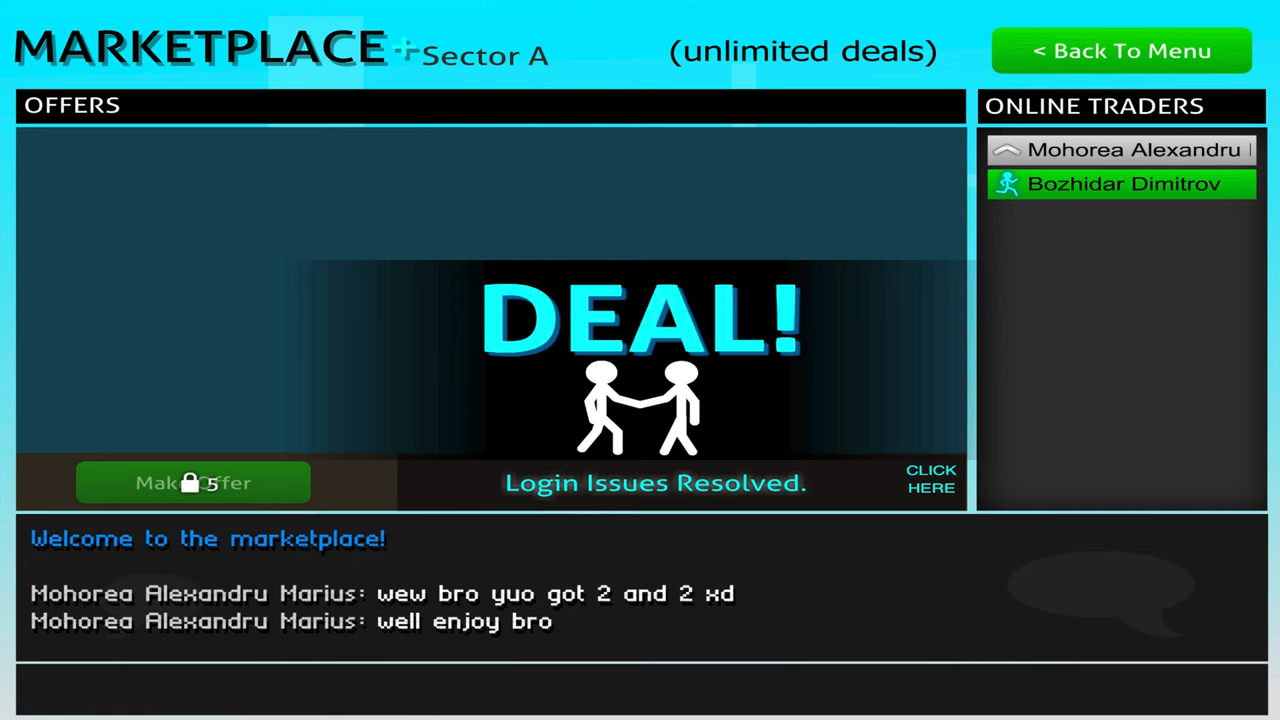 MARKETPLACE + Sector A (unlimited deals) < Back To Menu
OFFERS
ONLINE TRADERS
Mohorea Alexandru
Bozhidar Dimitrov
DEAL!
Make Offer 5
Login Issues Resolved.
CLICK
HERE
Welcome to the marketplace!
Mohorea Alexandru Marius: wew bro yuo got 2 and 2 xd
Mohorea Alexandru Marius: well enjoy bro